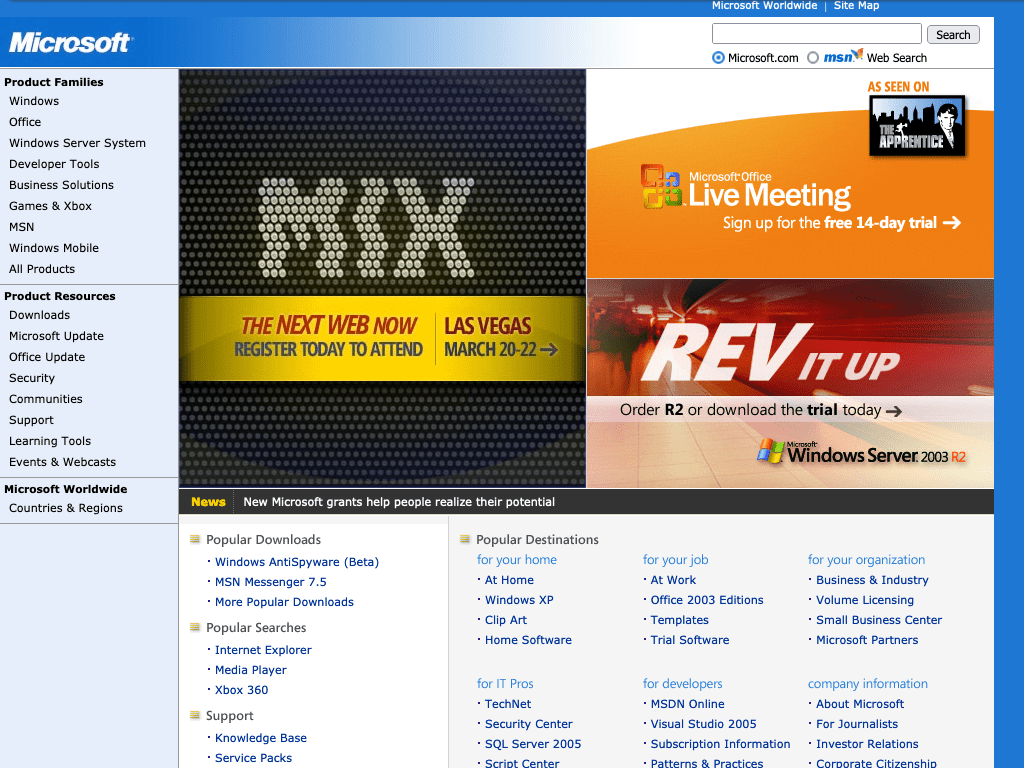 Microsoft Worldwide | Site Map
Microsoft
Search
Microsoft.com
msn Web Search
Product Families
Windows
Office
Windows Server System
Developer Tools
Business Solutions
Games & Xbox
MSN
Windows Mobile
All Products
Product Resources
Downloads
Microsoft Update
Office Update
Security
Communities
Support
Learning Tools
Events & Webcasts
Microsoft Worldwide
Countries & Regions
MIX
THE NEXT WEB NOW
REGISTER TODAY TO ATTEND
LAS VEGAS
MARCH 20-22
AS SEEN ON
THE
APPRENTICE
Microsoft Office
Live Meeting
Sign up for the free 14-day trial
REV IT UP
Order R2 or download the trial today
Microsoft
Windows Server 2003 R2
News
New Microsoft grants help people realize their potential
Popular Downloads
· Windows AntiSpyware (Beta)
· MSN Messenger 7.5
· More Popular Downloads
Popular Searches
· Internet Explorer
· Media Player
· Xbox 360
Support
· Knowledge Base
· Service Packs
Popular Destinations
for your home
· At Home
· Windows XP
· Clip Art
· Home Software
for your job
· At Work
· Office 2003 Editions
· Templates
· Trial Software
for your organization
· Business & Industry
· Volume Licensing
· Small Business Center
· Microsoft Partners
for IT Pros
· TechNet
· Security Center
· SQL Server 2005
· Script Center
for developers
· MSDN Online
· Visual Studio 2005
· Subscription Information
· Patterns & Practices
company information
· About Microsoft
· For Journalists
· Investor Relations
· Corporate Citizenship